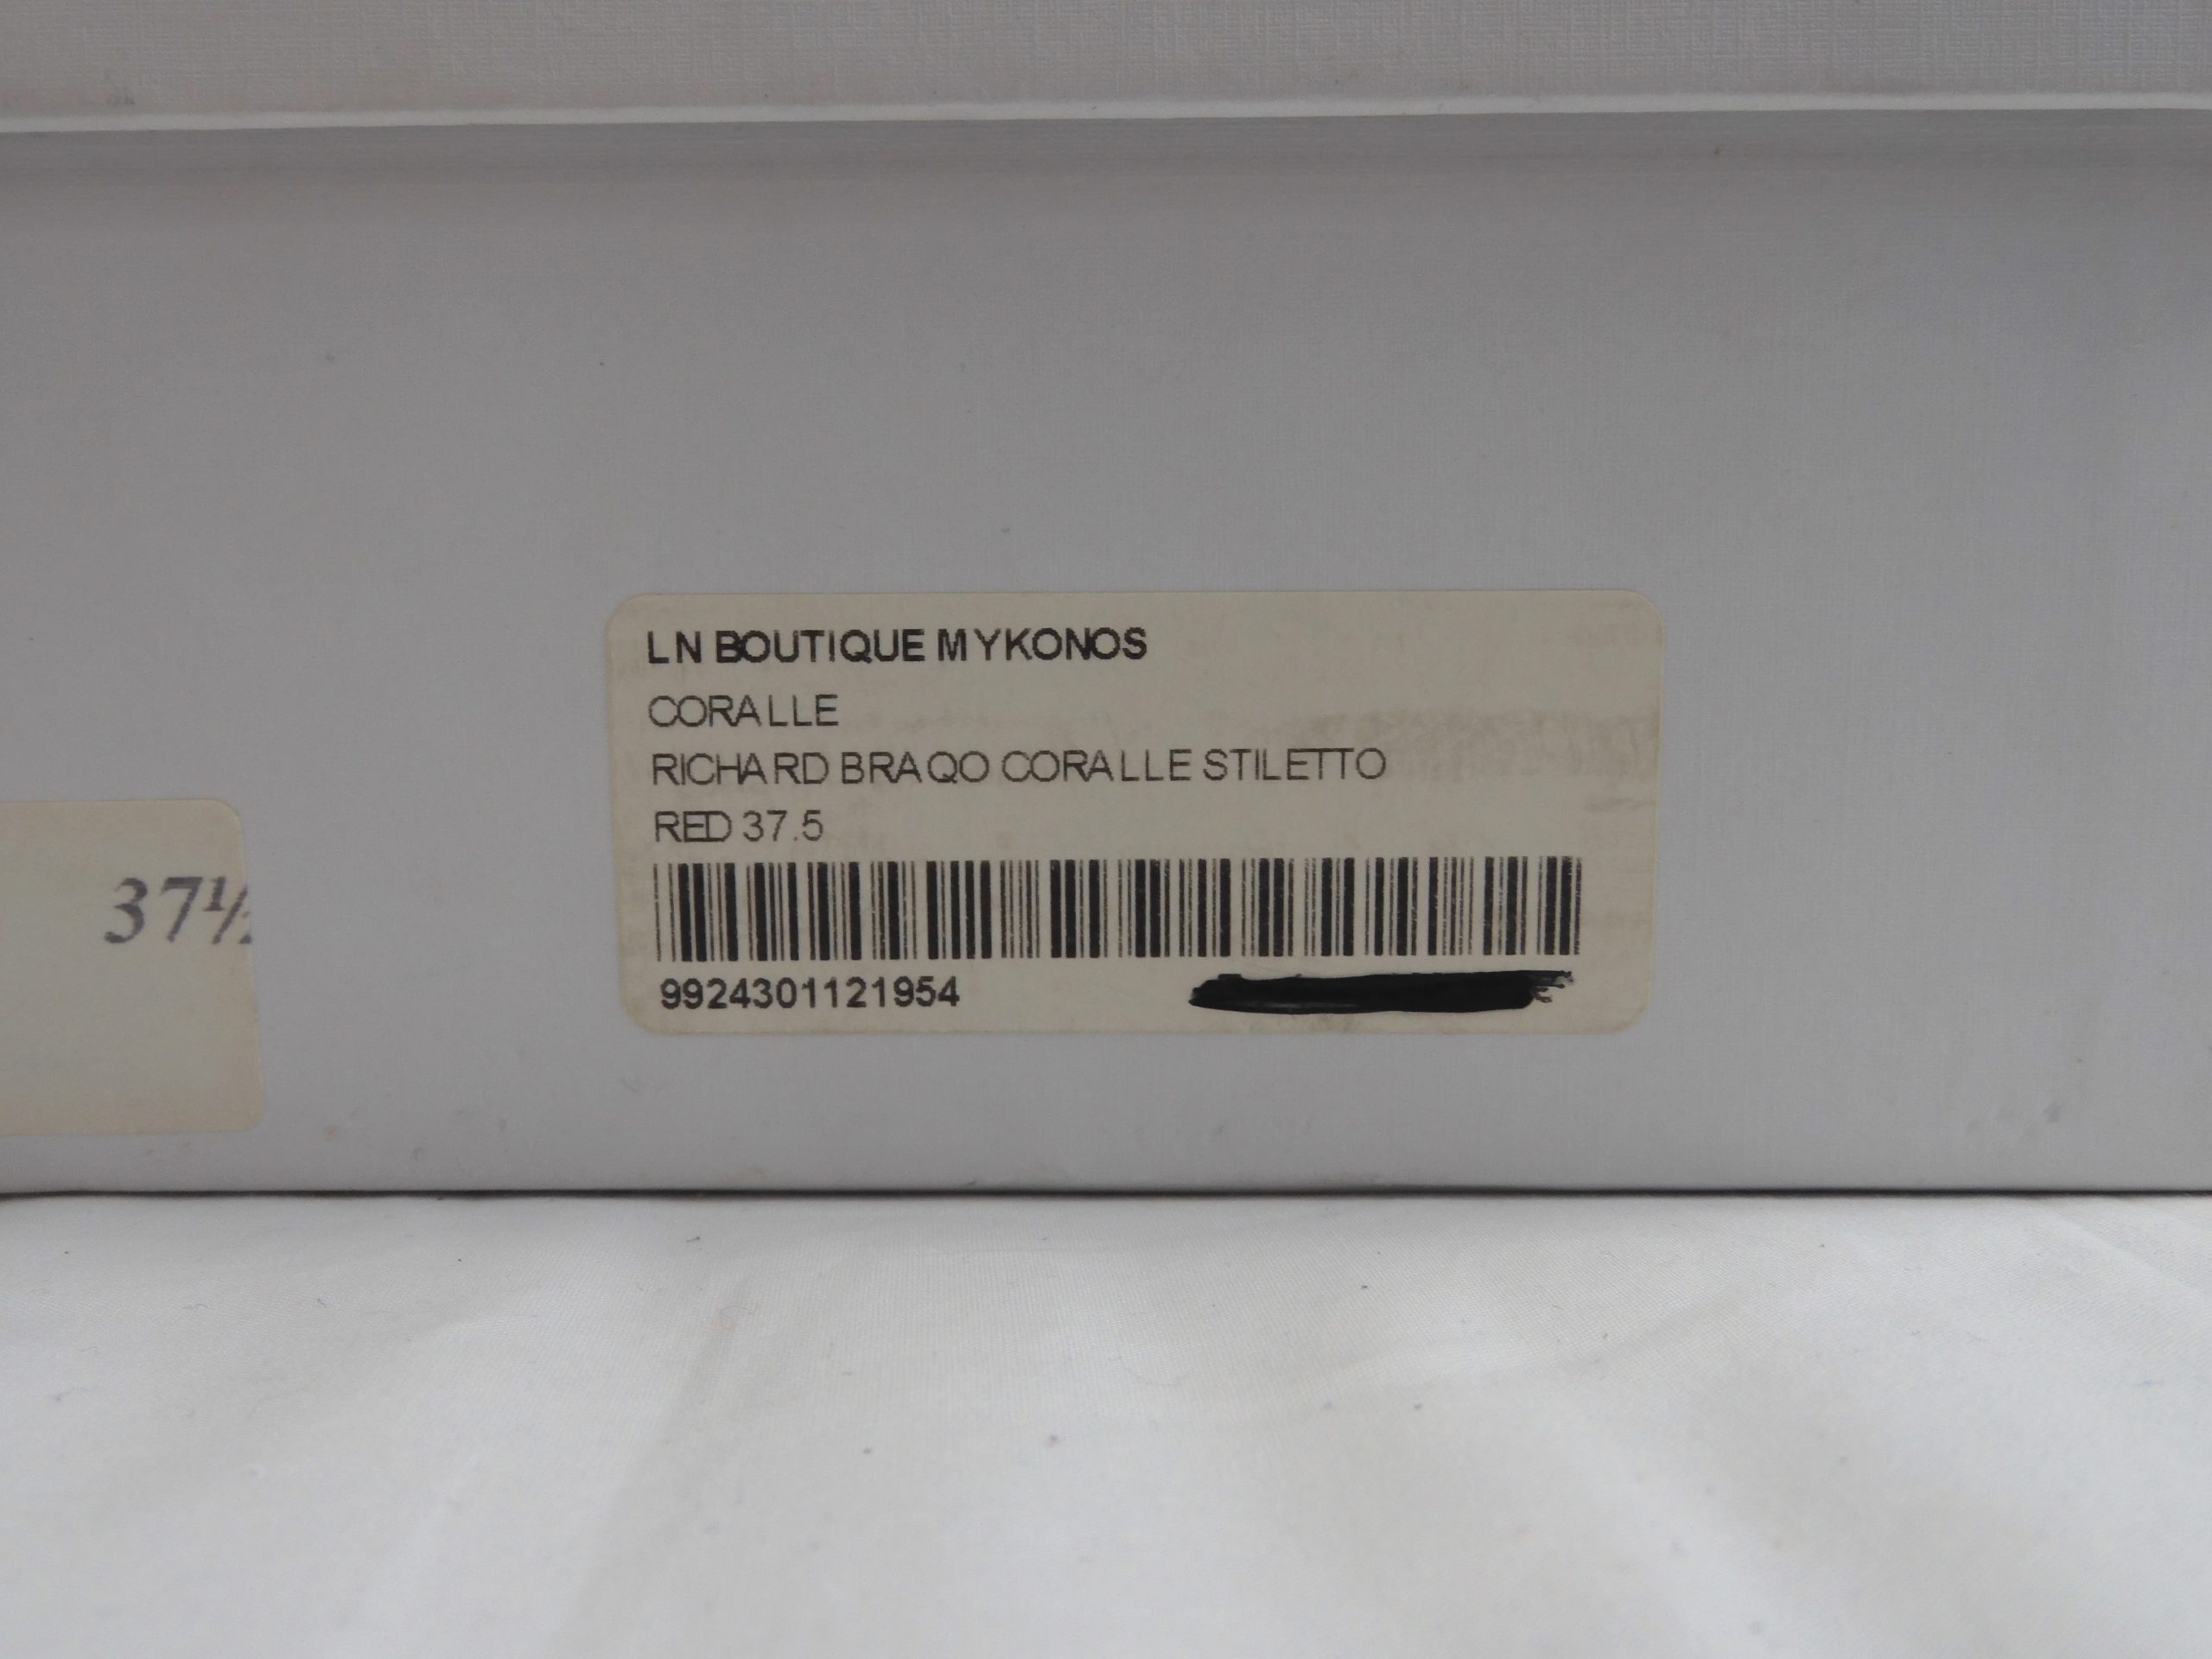 LN BOUTIQUE MYKONOS
CORALLE
RICHARD BRAQO CORALLE STILETTO
RED 37.5
9924301121954
37½